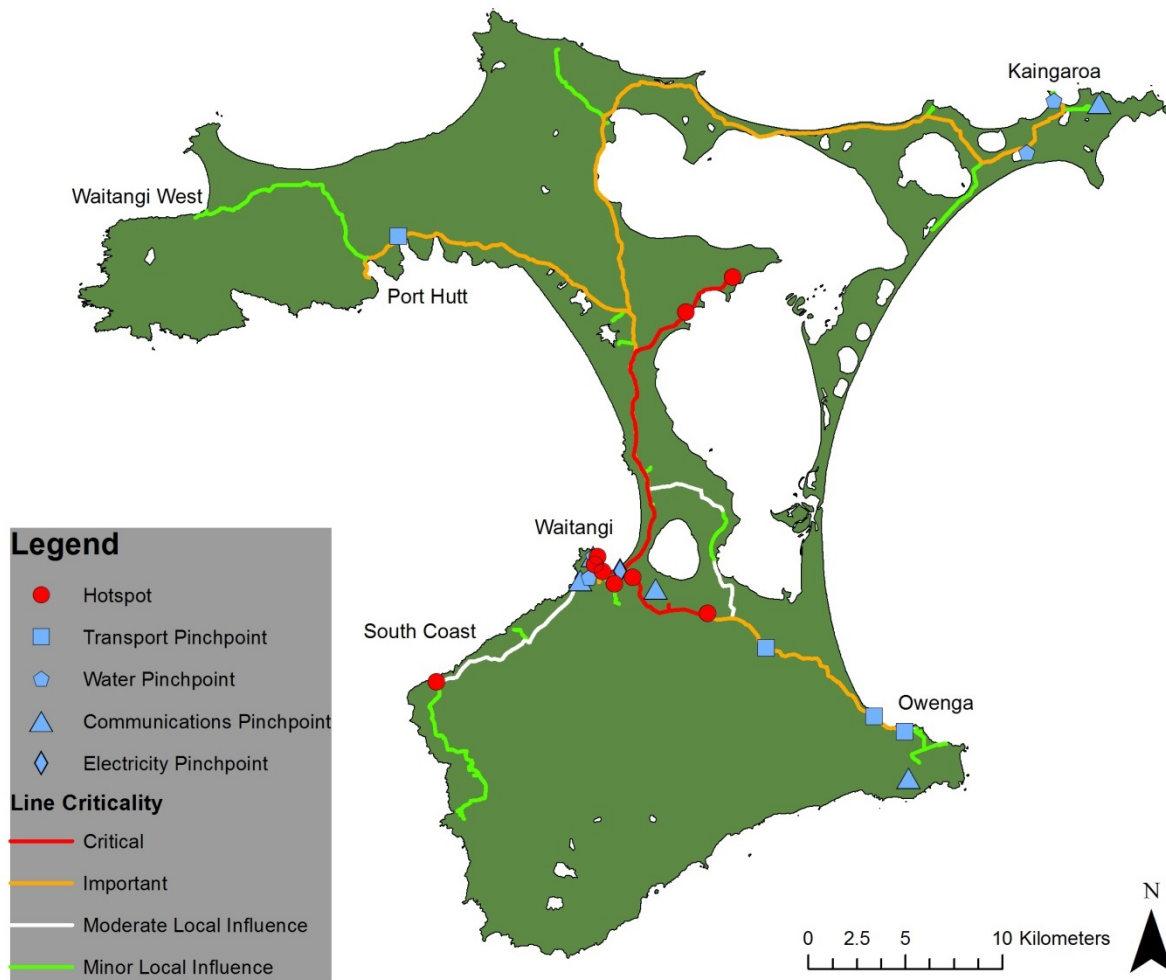 Kaingaroa
Waitangi West
Port Hutt
Waitangi
South Coast
Owenga
Legend
Hotspot
Transport Pinchpoint
Water Pinchpoint
Communications Pinchpoint
Electricity Pinchpoint
Line Criticality
Critical
Important
Moderate Local Influence
Minor Local Influence
N
0 2.5 5 10 Kilometers